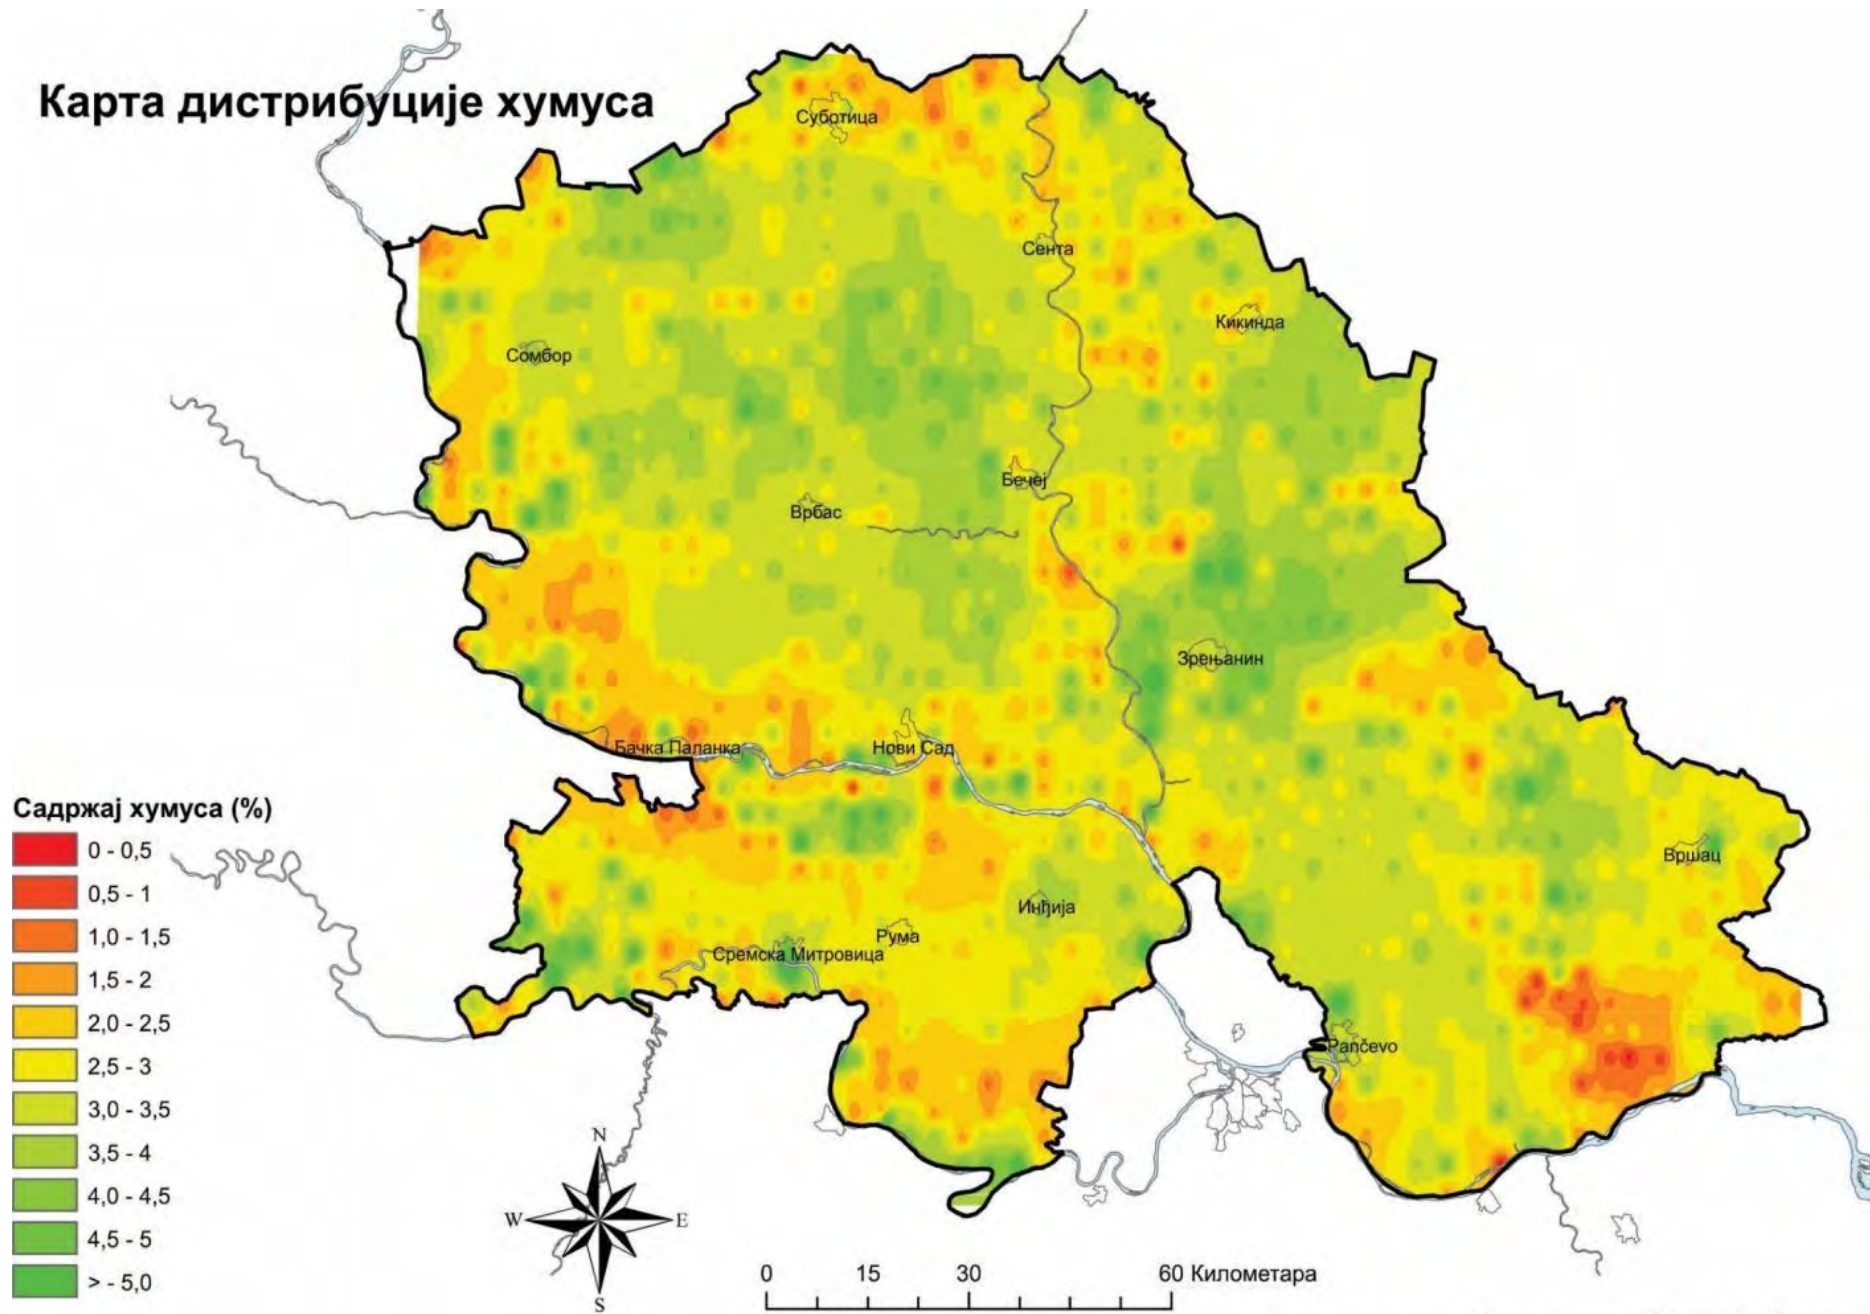 Карта дистрибуције хумуса
Суботица
Сента
Кикинда
Сомбор
Бечеј
Врбас
Зрењанин
Бачка Паланка
Нови Сад
Вршац
Инђија
Рума
Сремска Митровица
Pančevo
Садржај хумуса (%)
0 - 0,5
0,5 - 1
1,0 - 1,5
1,5 - 2
2,0 - 2,5
2,5 - 3
3,0 - 3,5
3,5 - 4
4,0 - 4,5
4,5 - 5
> - 5,0
N
W
E
S
0 15 30 60 Километара